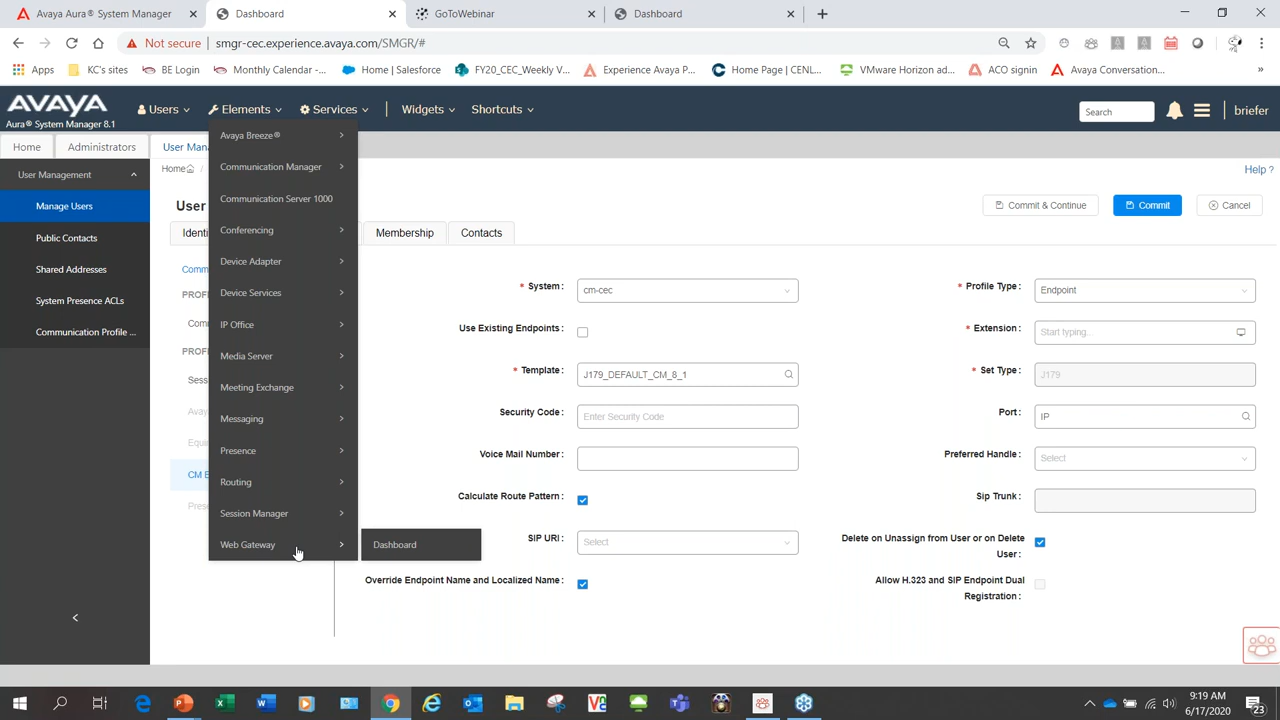 Avaya Aura® System Manager
Dashboard
GoToWebinar
Dashboard
Not secure | smgr-cec.experience.avaya.com/SMGR/#
Apps
KC's sites
BE Login
Monthly Calendar -...
Home | Salesforce
FY20_CEC_Weekly V...
Experience Avaya P...
Home Page | CENL...
VMware Horizon ad...
ACO signin
Avaya Conversation...
AVAYA
Aura® System Manager 8.1
Users
Elements
Services
Widgets
Shortcuts
Search
briefer
Home
Administrators
User Man
User Management
Manage Users
Public Contacts
Shared Addresses
System Presence ACLs
Communication Profile ...
Home /
Help ?
User
Commit & Continue
Commit
Cancel
Identi
Membership
Contacts
Avaya Breeze®
Communication Manager
Communication Server 1000
Conferencing
Device Adapter
Device Services
IP Office
Media Server
Meeting Exchange
Messaging
Presence
Routing
Session Manager
Web Gateway
Dashboard
Comm
PROF
Comm
PROF
Sess
Avay
Equi
CM E
Pres
System :
cm-cec
Profile Type :
Endpoint
Use Existing Endpoints :
Extension :
Start typing..
Template :
J179_DEFAULT_CM_8_1
Set Type :
J179
Security Code :
Enter Security Code
Port :
IP
Voice Mail Number :
Preferred Handle :
Select
Calculate Route Pattern :
Sip Trunk :
SIP URI :
Select
Delete on Unassign from User or on Delete
User :
Override Endpoint Name and Localized Name :
Allow H.323 and SIP Endpoint Dual
Registration :
9:19 AM
6/17/2020
23